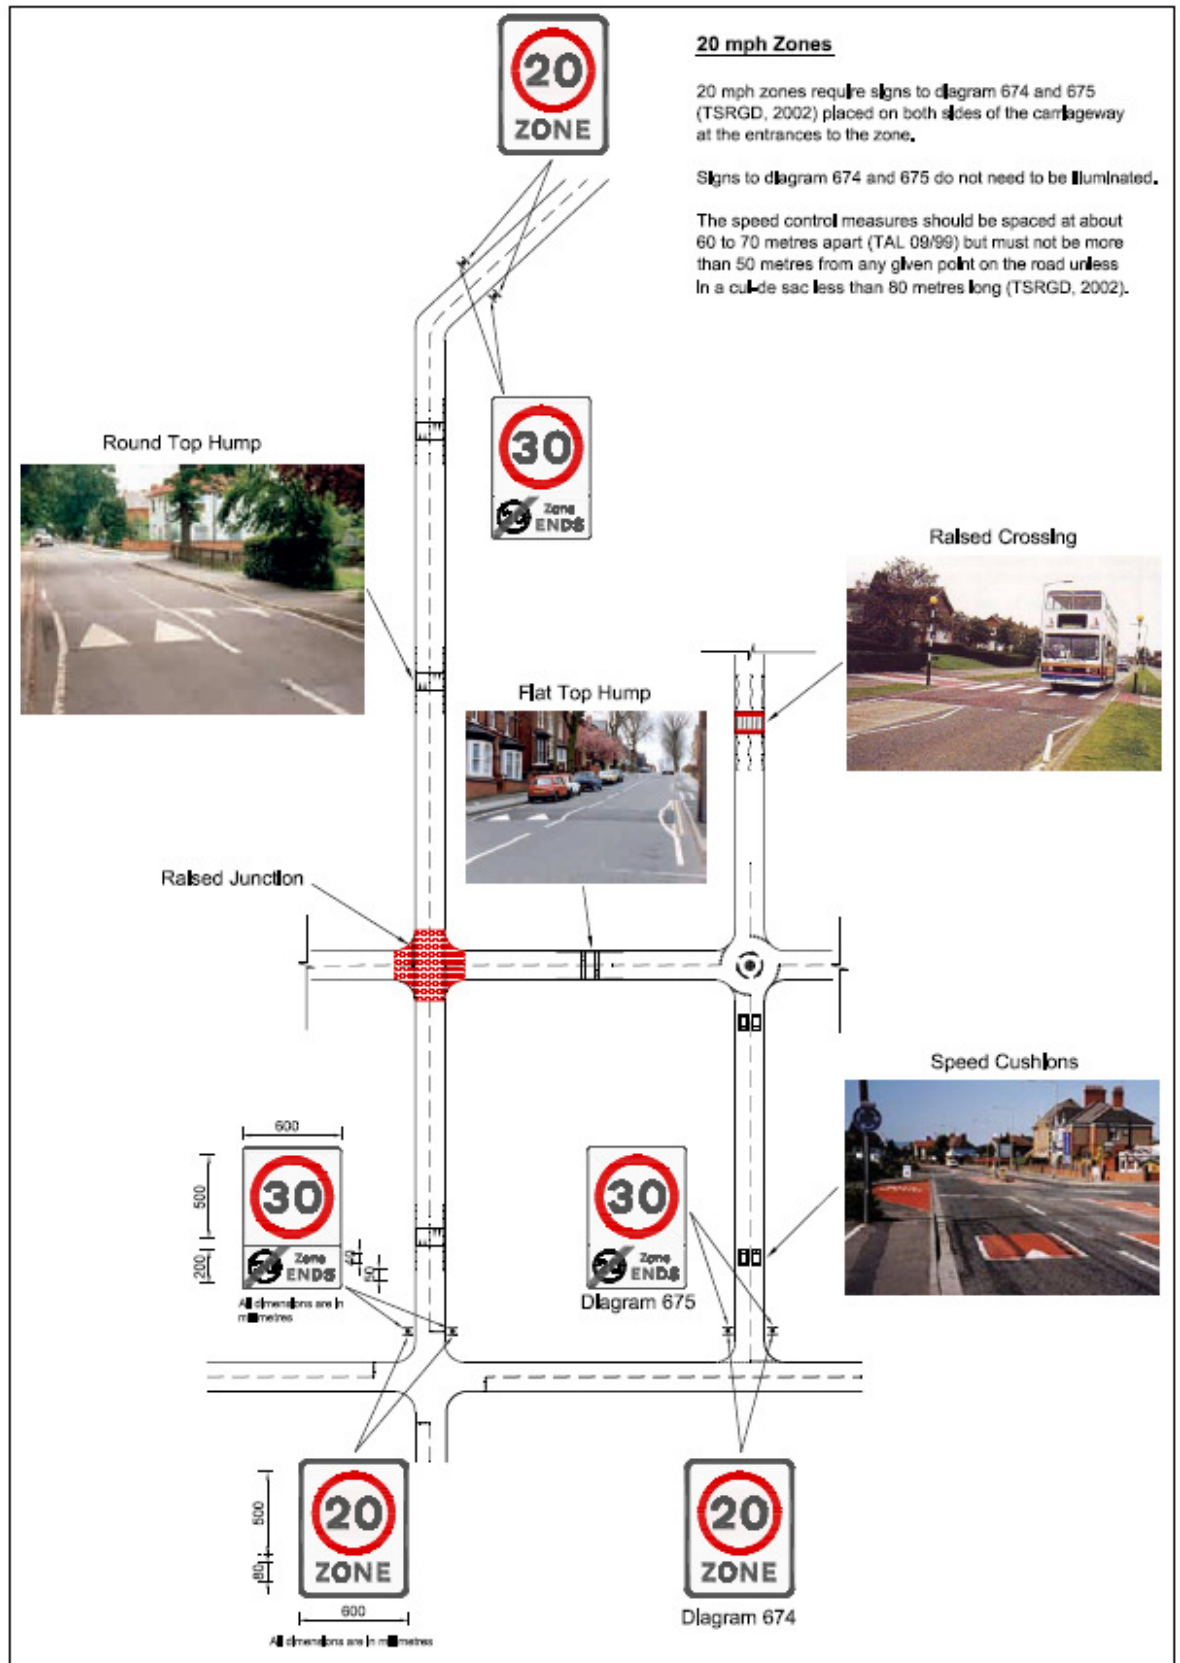 20
ZONE
20 mph Zones
20 mph zones require signs to diagram 674 and 675
(TSRGD, 2002) placed on both sides of the carriageway
at the entrances to the zone.
Signs to diagram 674 and 675 do not need to be illuminated.
The speed control measures should be spaced at about
60 to 70 metres apart (TAL 09/99) but must not be more
than 50 metres from any given point on the road unless
in a cul-de sac less than 80 metres long (TSRGD, 2002).
30
Zone
ENDS
Round Top Hump
Raised Crossing
Flat Top Hump
Raised Junction
Speed Cushions
600
500
200
30
Zone
ENDS
40
All dimensions are in
millimetres
30
Zone
ENDS
Diagram 675
500
80
20
ZONE
600
All dimensions are in millimetres
20
ZONE
Diagram 674